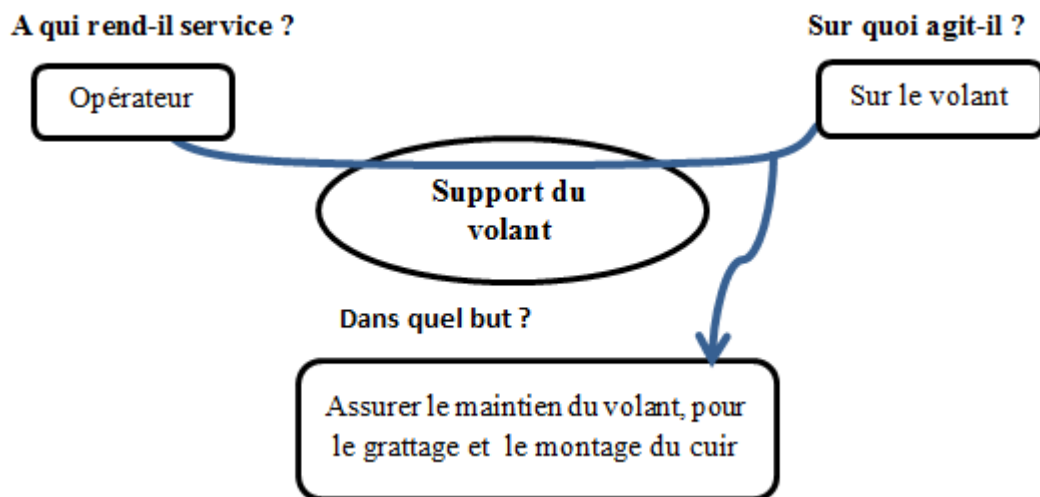 A qui rend-il service ?
Sur quoi agit-il ?
Opérateur
Sur le volant
Support du
volant
Dans quel but ?
Assurer le maintien du volant, pour
le grattage et le montage du cuir